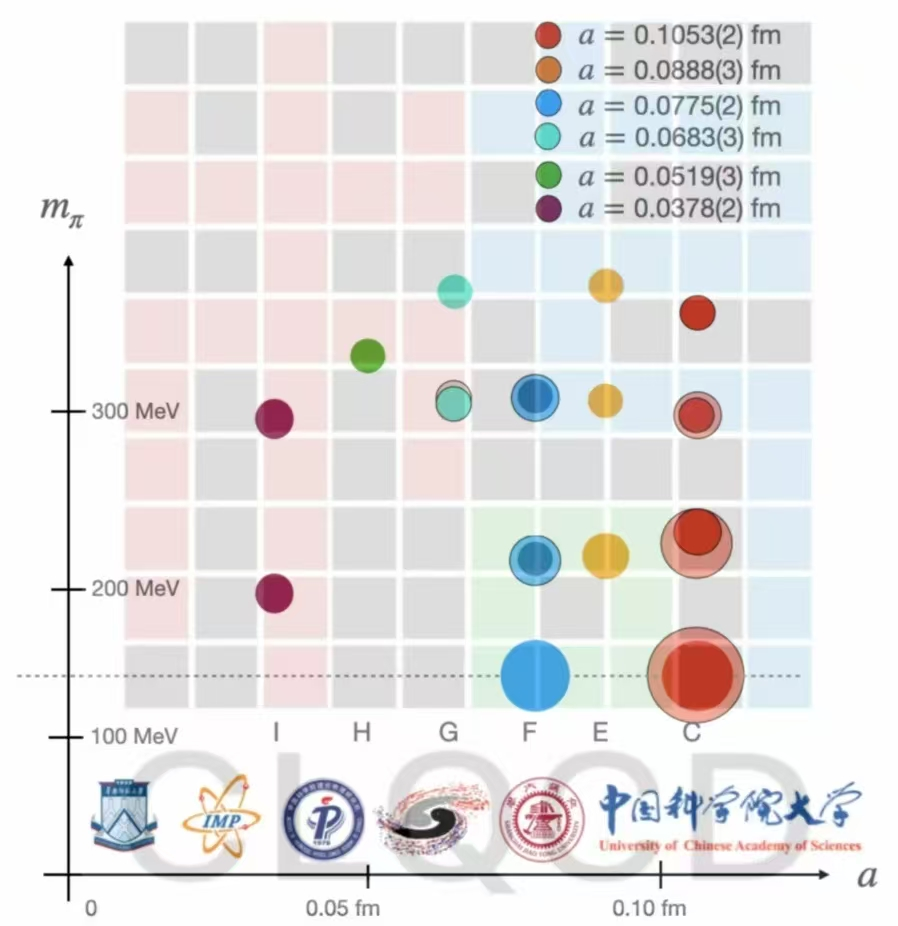 a = 0.1053(2) fm
a = 0.0888(3) fm
a = 0.0775(2) fm
a = 0.0683(3) fm
a = 0.0519(3) fm
a = 0.0378(2) fm
mπ
300 MeV
200 MeV
100 MeV
I H G F E C
CLQCD
IMP
1978
中国科学院大学
University of Chinese Academy of Sciences
a
0 0.05 fm 0.10 fm